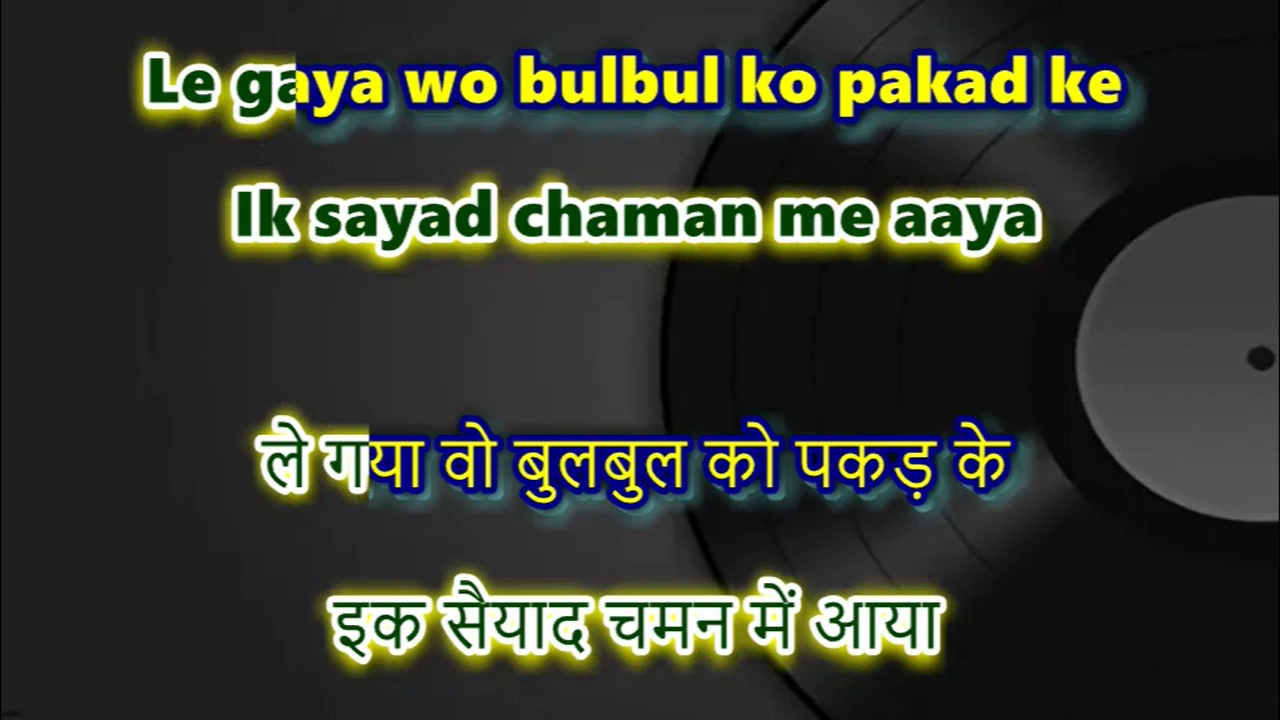 Le gaya wo bulbul ko pakad ke
Ik sayad chaman me aaya
ले गया वो बुलबुल को पकड़ के
इक सैयाद चमन में आया